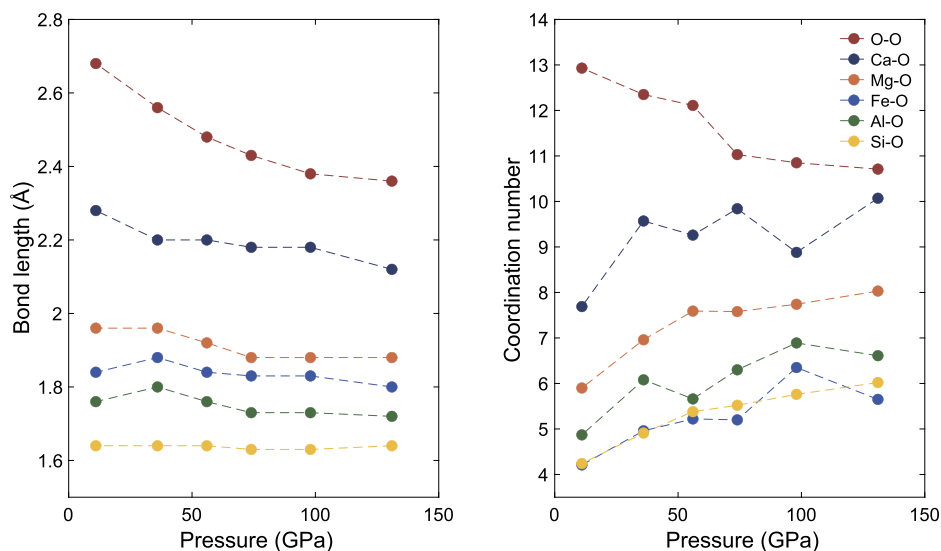 2.8
2.6
2.4
2.2
2
1.8
1.6
0
50
100
150
Bond length (Å)
Pressure (GPa)
14
13
12
11
10
9
8
7
6
5
4
0
50
100
150
Coordination number
Pressure (GPa)
O-O
Ca-O
Mg-O
Fe-O
Al-O
Si-O